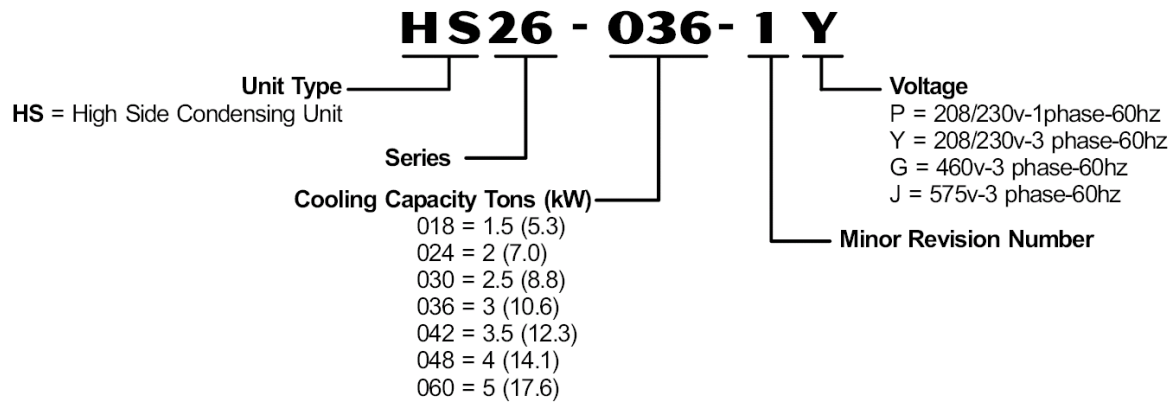 HS26 - 036 - 1 Y
Unit Type
HS = High Side Condensing Unit
Series
Cooling Capacity Tons (kW)
018 = 1.5 (5.3)
024 = 2 (7.0)
030 = 2.5 (8.8)
036 = 3 (10.6)
042 = 3.5 (12.3)
048 = 4 (14.1)
060 = 5 (17.6)
Voltage
P = 208/230v-1phase-60hz
Y = 208/230v-3 phase-60hz
G = 460v-3 phase-60hz
J = 575v-3 phase-60hz
Minor Revision Number